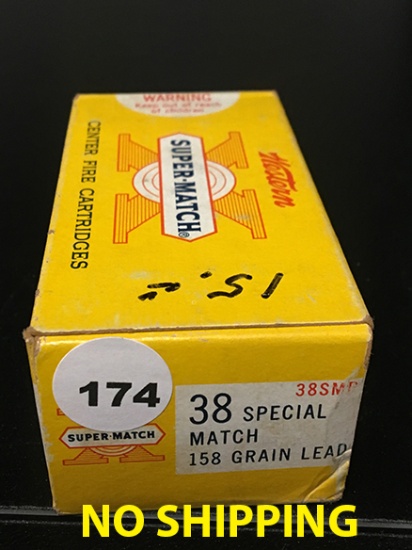 WARNING
Keep out of reach
of children
Western
SUPER-MATCH®
CENTER FIRE CARTRIDGES
15.00
174
SUPER-MATCH
38SMP
38 SPECIAL
MATCH
158 GRAIN LEAD
NO SHIPPING